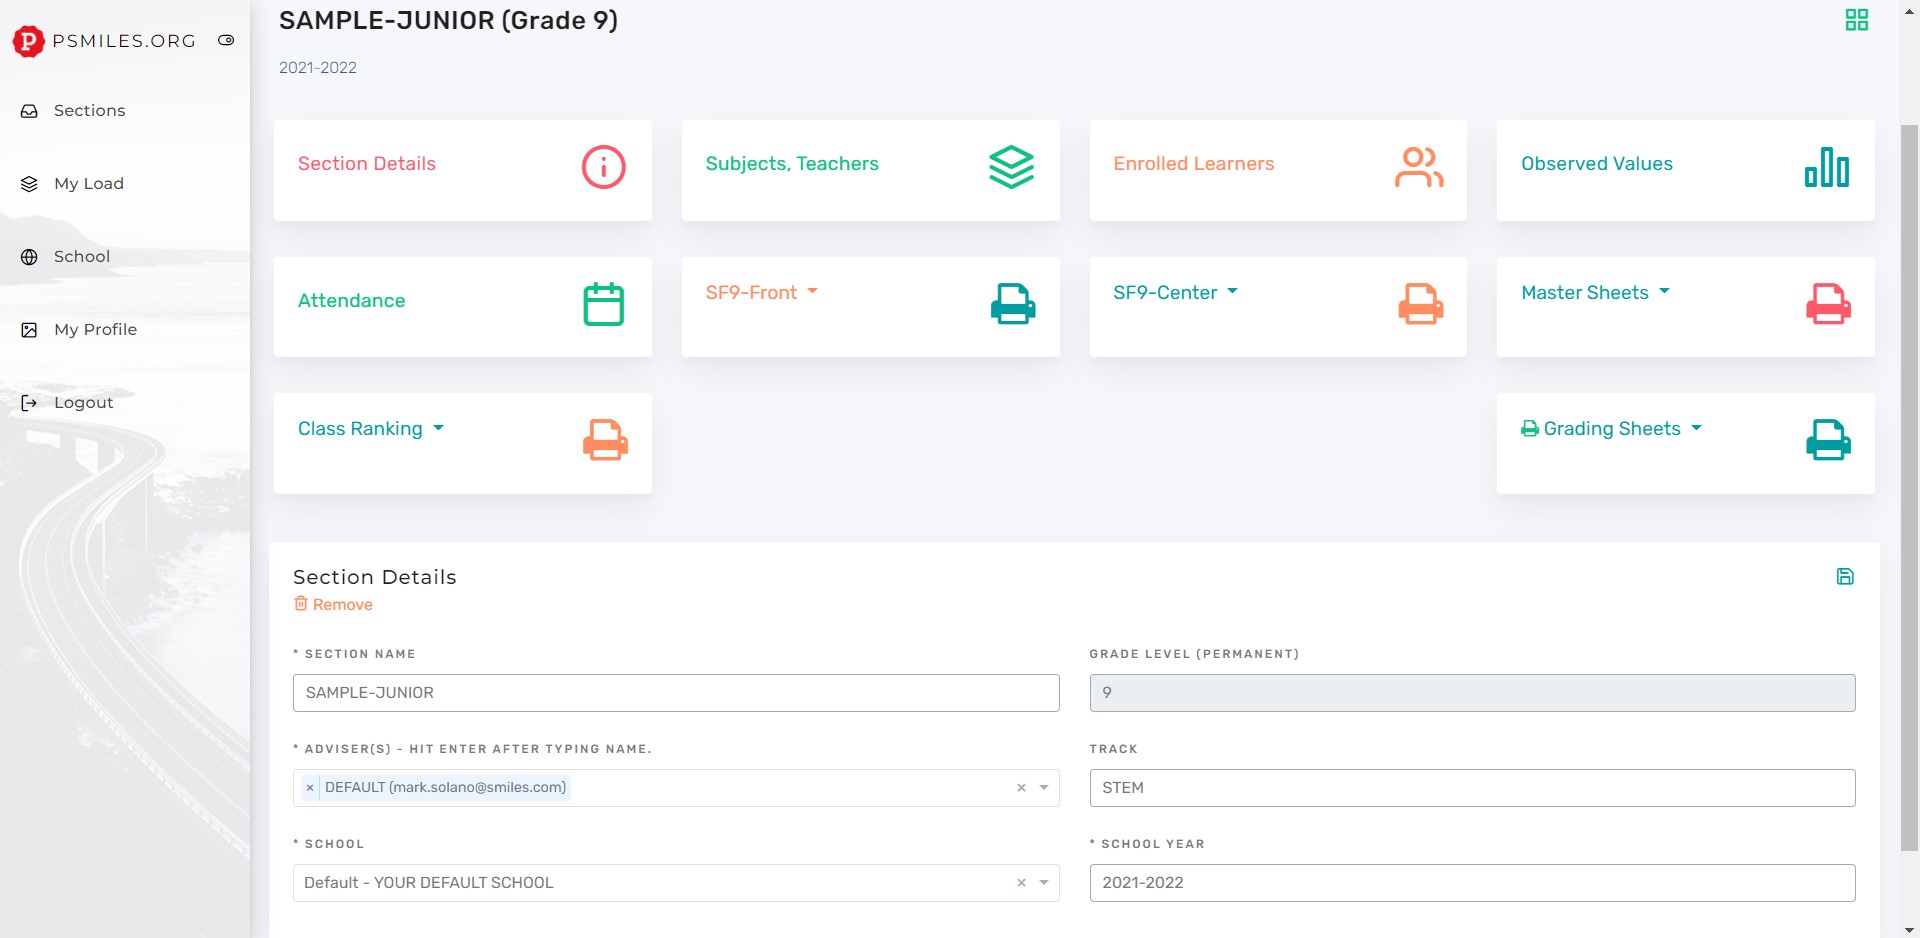 PSMILES.ORG
Sections
My Load
School
My Profile
Logout
SAMPLE-JUNIOR (Grade 9)
2021-2022
Section Details
Subjects, Teachers
Enrolled Learners
Observed Values
Attendance
SF9-Front
SF9-Center
Master Sheets
Class Ranking
Grading Sheets
Section Details
Remove
* SECTION NAME
SAMPLE-JUNIOR
GRADE LEVEL (PERMANENT)
9
* ADVISER(S) - HIT ENTER AFTER TYPING NAME.
× DEFAULT (mark.solano@smiles.com) ×
TRACK
STEM
* SCHOOL
Default - YOUR DEFAULT SCHOOL ×
* SCHOOL YEAR
2021-2022